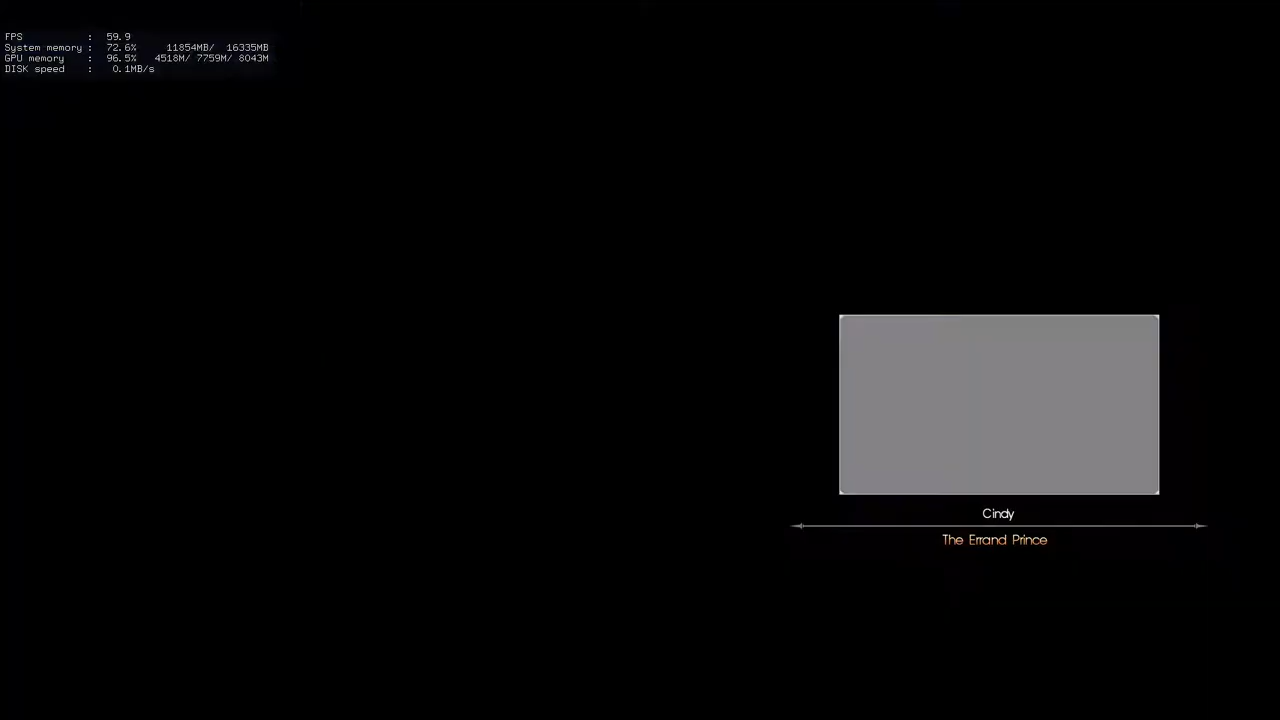 FPS : 59.9
System memory : 72.6% 11854MB/ 16335MB
GPU memory : 96.5% 4518M/ 7759M/ 8043M
DISK speed : 0.1MB/s
Cindy
The Errand Prince